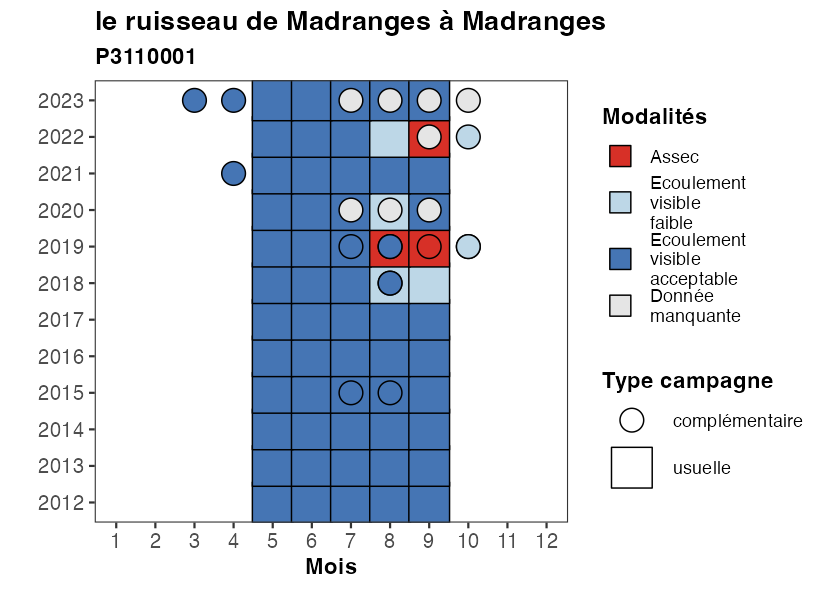 le ruisseau de Madranges à Madranges
P3110001
2023
2022
2021
2020
2019
2018
2017
2016
2015
2014
2013
2012
1 2 3 4 5 6 7 8 9 10 11 12
Mois
Modalités
Assec
Ecoulement
visible
faible
Ecoulement
visible
acceptable
Donnée
manquante
Type campagne
complémentaire
usuelle